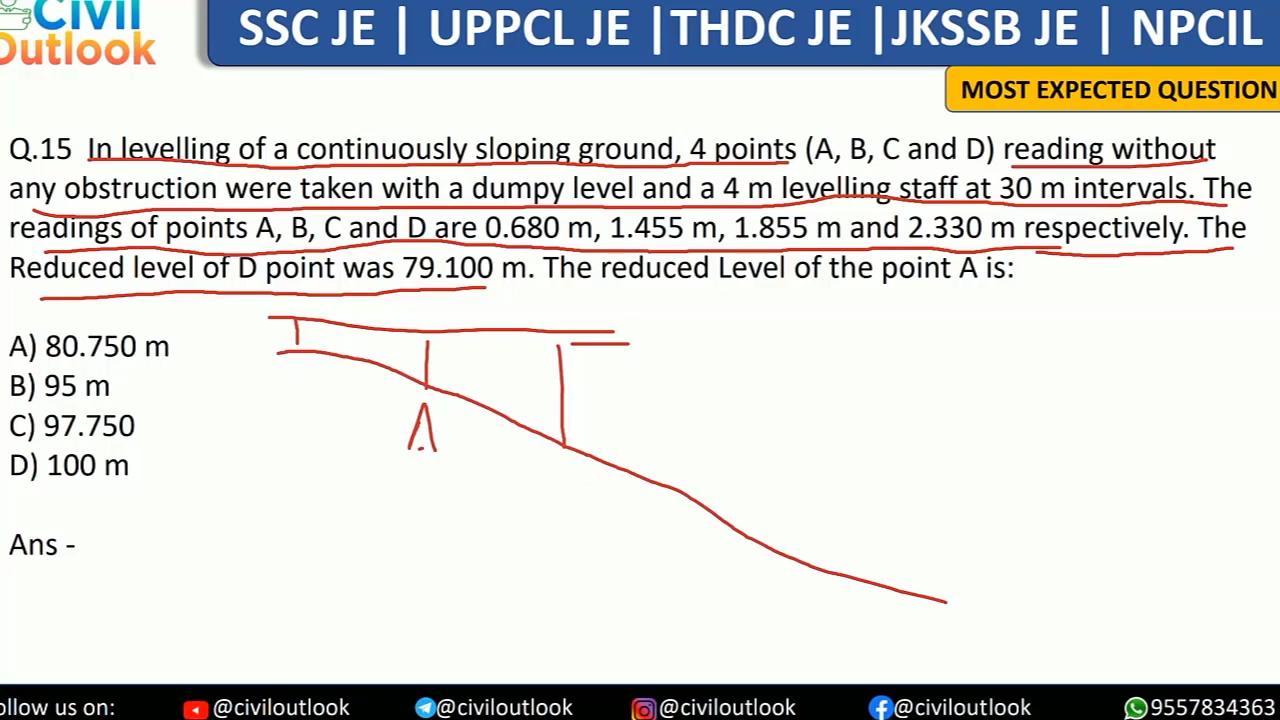 Civil
Outlook
SSC JE | UPPCL JE |THDC JE |JKSSB JE | NPCIL
MOST EXPECTED QUESTION
Q.15 In levelling of a continuously sloping ground, 4 points (A, B, C and D) reading without
any obstruction were taken with a dumpy level and a 4 m levelling staff at 30 m intervals. The
readings of points A, B, C and D are 0.680 m, 1.455 m, 1.855 m and 2.330 m respectively. The
Reduced level of D point was 79.100 m. The reduced Level of the point A is:
A) 80.750 m
B) 95 m
C) 97.750
D) 100 m
Ans -
ollow us on: @civiloutlook @civiloutlook @civiloutlook @civiloutlook 9557834363